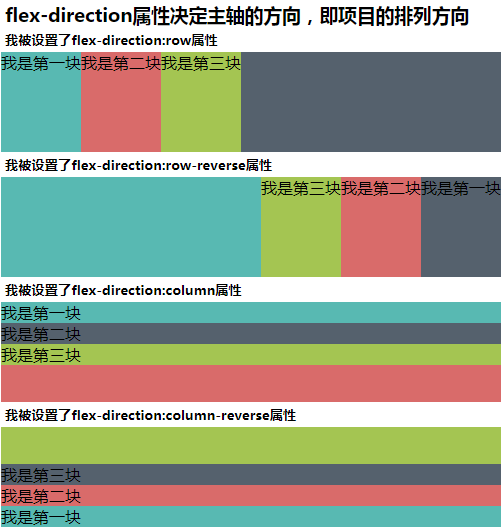 flex-direction属性决定主轴的方向，即项目的排列方向
我被设置了flex-direction:row属性
我是第一块我是第二块我是第三块
我被设置了flex-direction:row-reverse属性
我是第三块我是第二块我是第一块
我被设置了flex-direction:column属性
我是第一块
我是第二块
我是第三块
我被设置了flex-direction:column-reverse属性
我是第三块
我是第二块
我是第一块